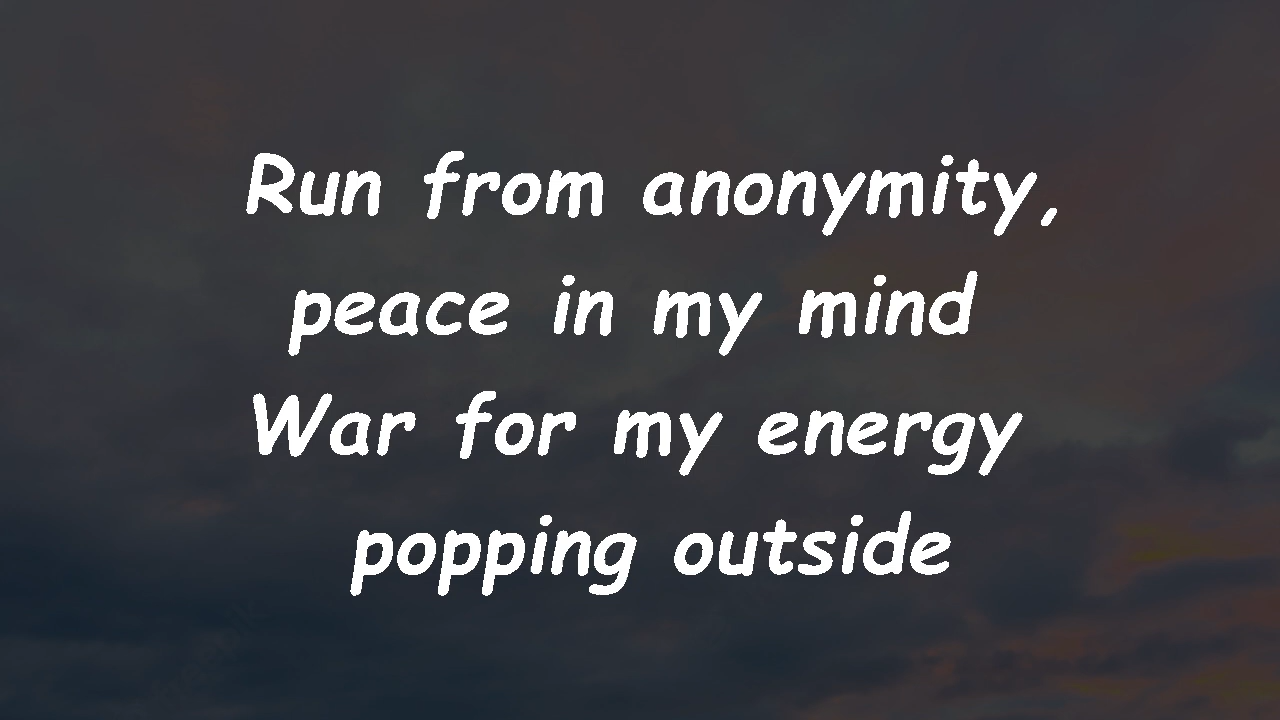 Run from anonymity,
peace in my mind
War for my energy
popping outside